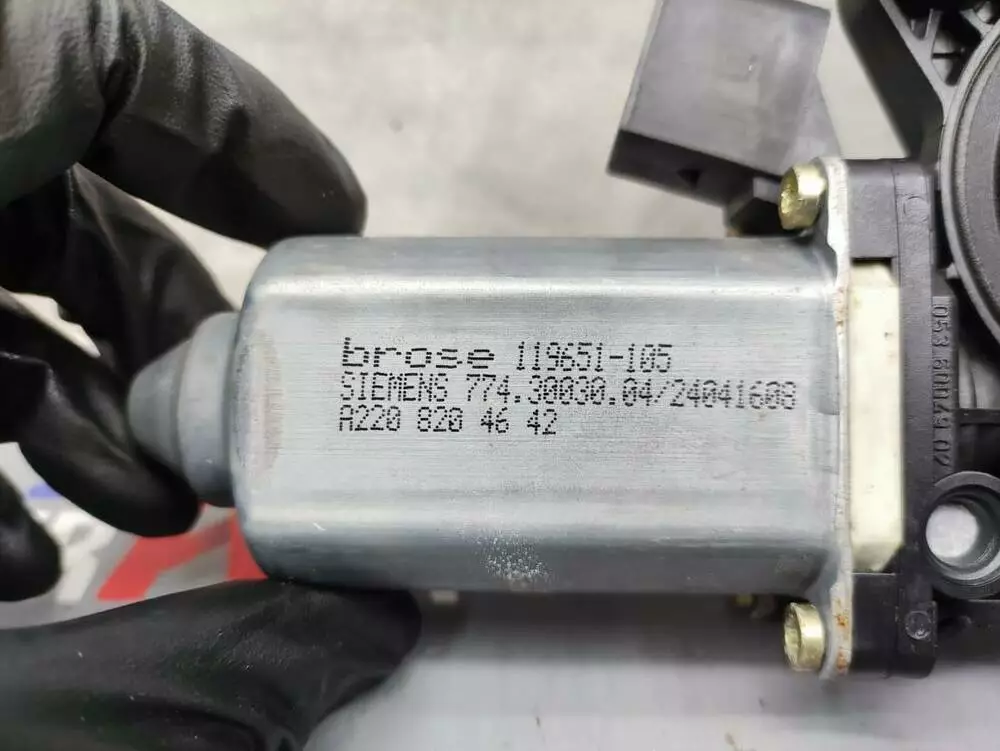 brose 119651-105
SIEMENS 774.30030.04/24041608
A220 820 46 42